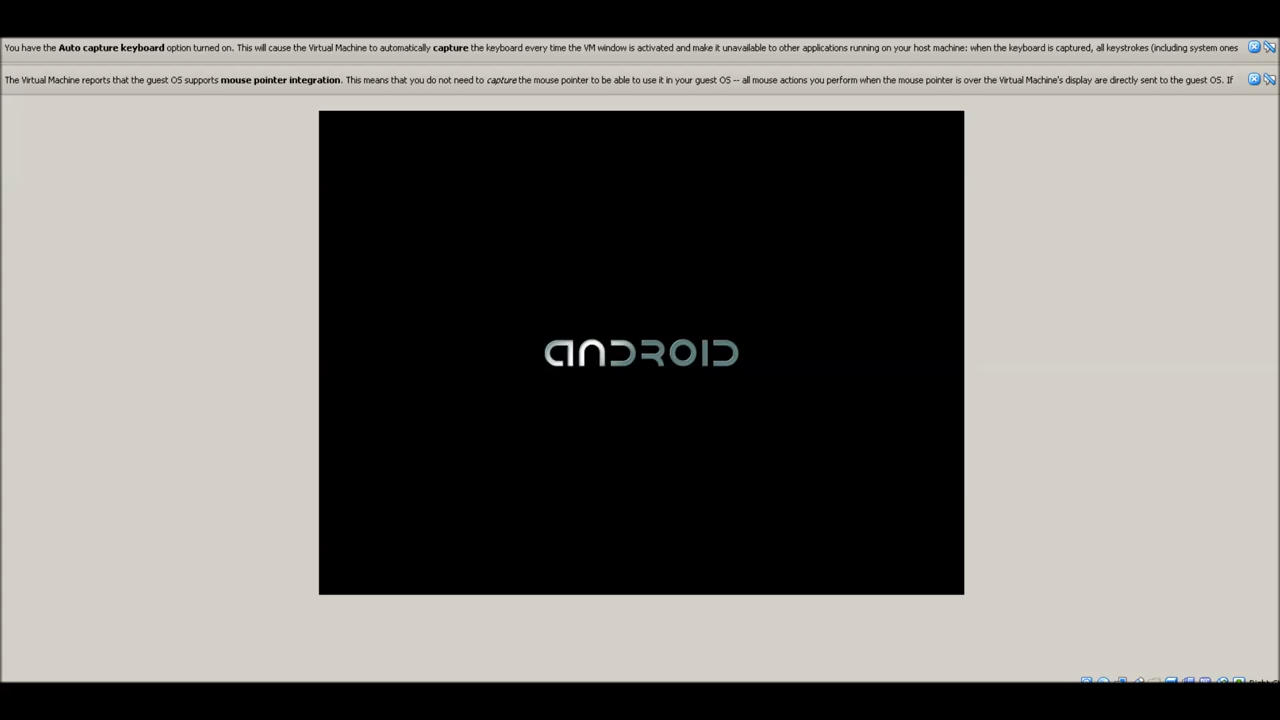 You have the Auto capture keyboard option turned on. This will cause the Virtual Machine to automatically capture the keyboard every time the VM window is activated and make it unavailable to other applications running on your host machine: when the keyboard is captured, all keystrokes (including system ones
The Virtual Machine reports that the guest OS supports mouse pointer integration. This means that you do not need to capture the mouse pointer to be able to use it in your guest OS -- all mouse actions you perform when the mouse pointer is over the Virtual Machine's display are directly sent to the guest OS. If
ANDROID